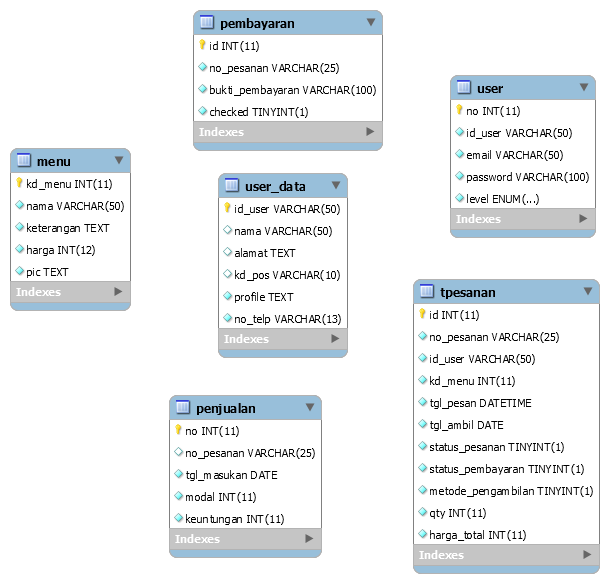 pembayaran
id INT(11)
no_pesanan VARCHAR(25)
bukti_pembayaran VARCHAR(100)
checked TINYINT(1)
Indexes
user
no INT(11)
id_user VARCHAR(50)
email VARCHAR(50)
password VARCHAR(100)
level ENUM(...)
Indexes
menu
kd_menu INT(11)
nama VARCHAR(50)
keterangan TEXT
harga INT(12)
pic TEXT
Indexes
user_data
id_user VARCHAR(50)
nama VARCHAR(50)
alamat TEXT
kd_pos VARCHAR(10)
profile TEXT
no_telp VARCHAR(13)
Indexes
tpesanan
id INT(11)
no_pesanan VARCHAR(25)
id_user VARCHAR(50)
kd_menu INT(11)
tgl_pesan DATETIME
tgl_ambil DATE
status_pesanan TINYINT(1)
status_pembayaran TINYINT(1)
metode_pengambilan TINYINT(1)
qty INT(11)
harga_total INT(11)
Indexes
penjualan
no INT(11)
no_pesanan VARCHAR(25)
tgl_masukan DATE
modal INT(11)
keuntungan INT(11)
Indexes